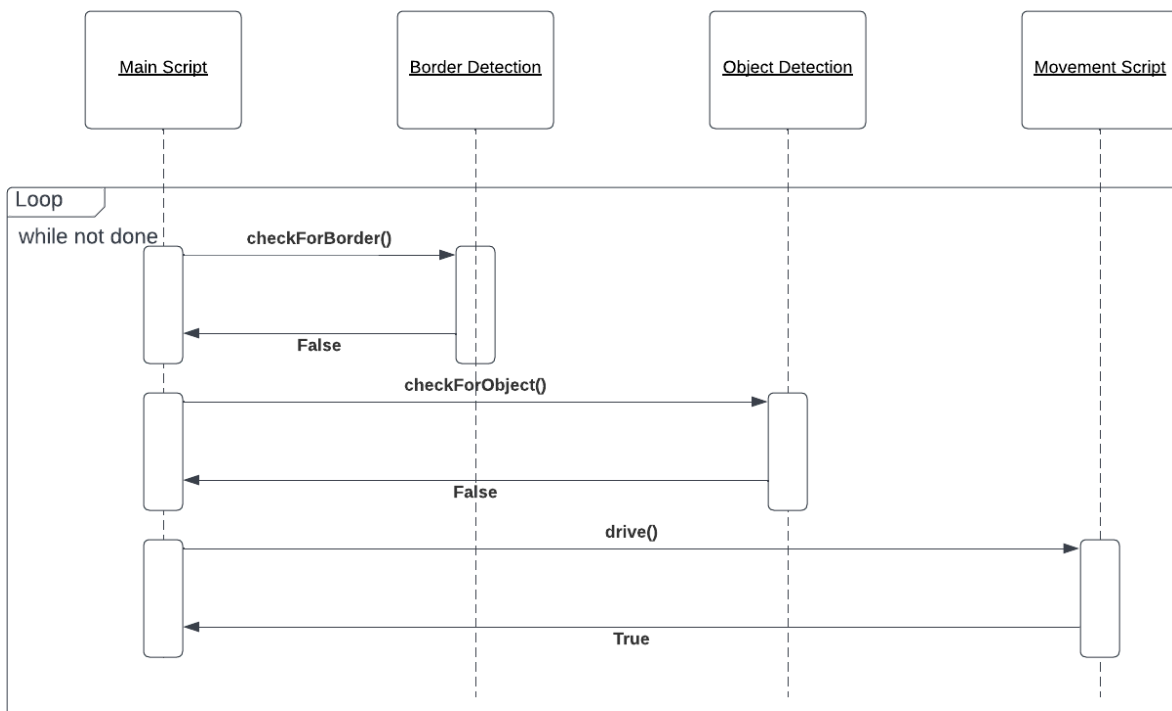 Main Script
Border Detection
Object Detection
Movement Script
Loop
while not done
checkForBorder()
False
checkForObject()
False
drive()
True